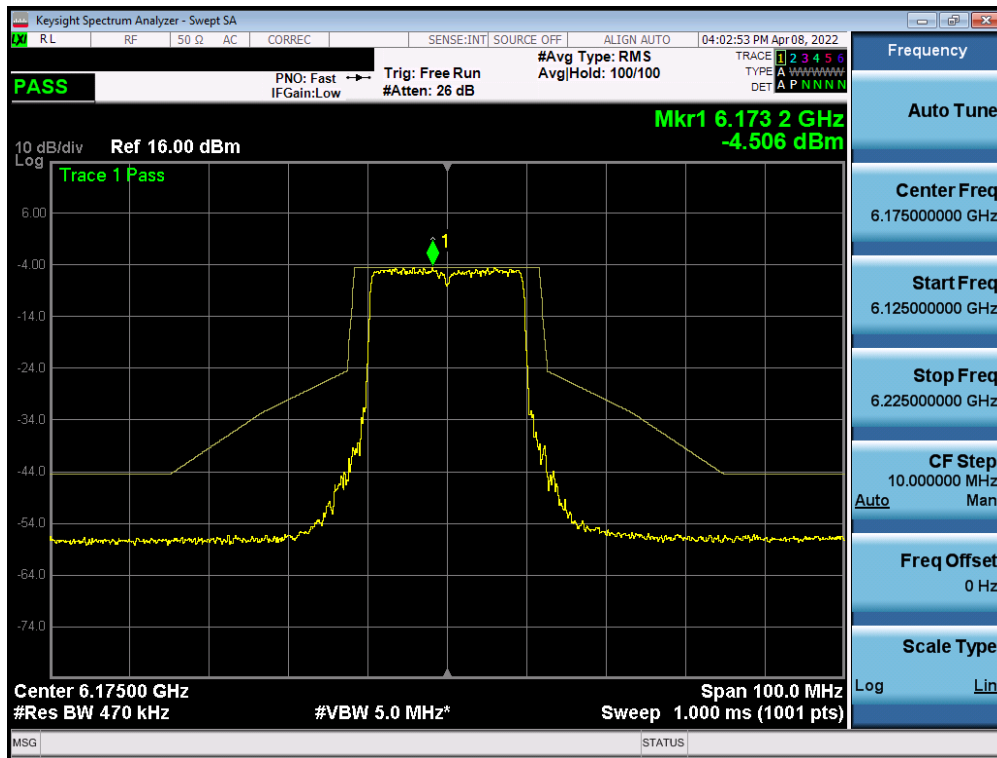 Keysight Spectrum Analyzer - Swept SA
LXI RL RF 50 Ω AC CORREC SENSE:INT SOURCE OFF ALIGN AUTO 04:02:53 PM Apr 08, 2022
PASS
PNO: Fast
IFGain:Low
Trig: Free Run
#Atten: 26 dB
#Avg Type: RMS
Avg|Hold: 100/100
TRACE 1 2 3 4 5 6
TYPE A WWWWW
DET A P N N N N
Mkr1 6.173 2 GHz
-4.506 dBm
10 dB/div Ref 16.00 dBm
Log
Trace 1 Pass
1
6.00
-4.00
-14.0
-24.0
-34.0
-44.0
-54.0
-64.0
-74.0
Center 6.17500 GHz Span 100.0 MHz
#Res BW 470 kHz #VBW 5.0 MHz* Sweep 1.000 ms (1001 pts)
MSG STATUS
Frequency
Auto Tune
Center Freq
6.175000000 GHz
Start Freq
6.125000000 GHz
Stop Freq
6.225000000 GHz
CF Step
10.000000 MHz
Auto Man
Freq Offset
0 Hz
Scale Type
Log Lin